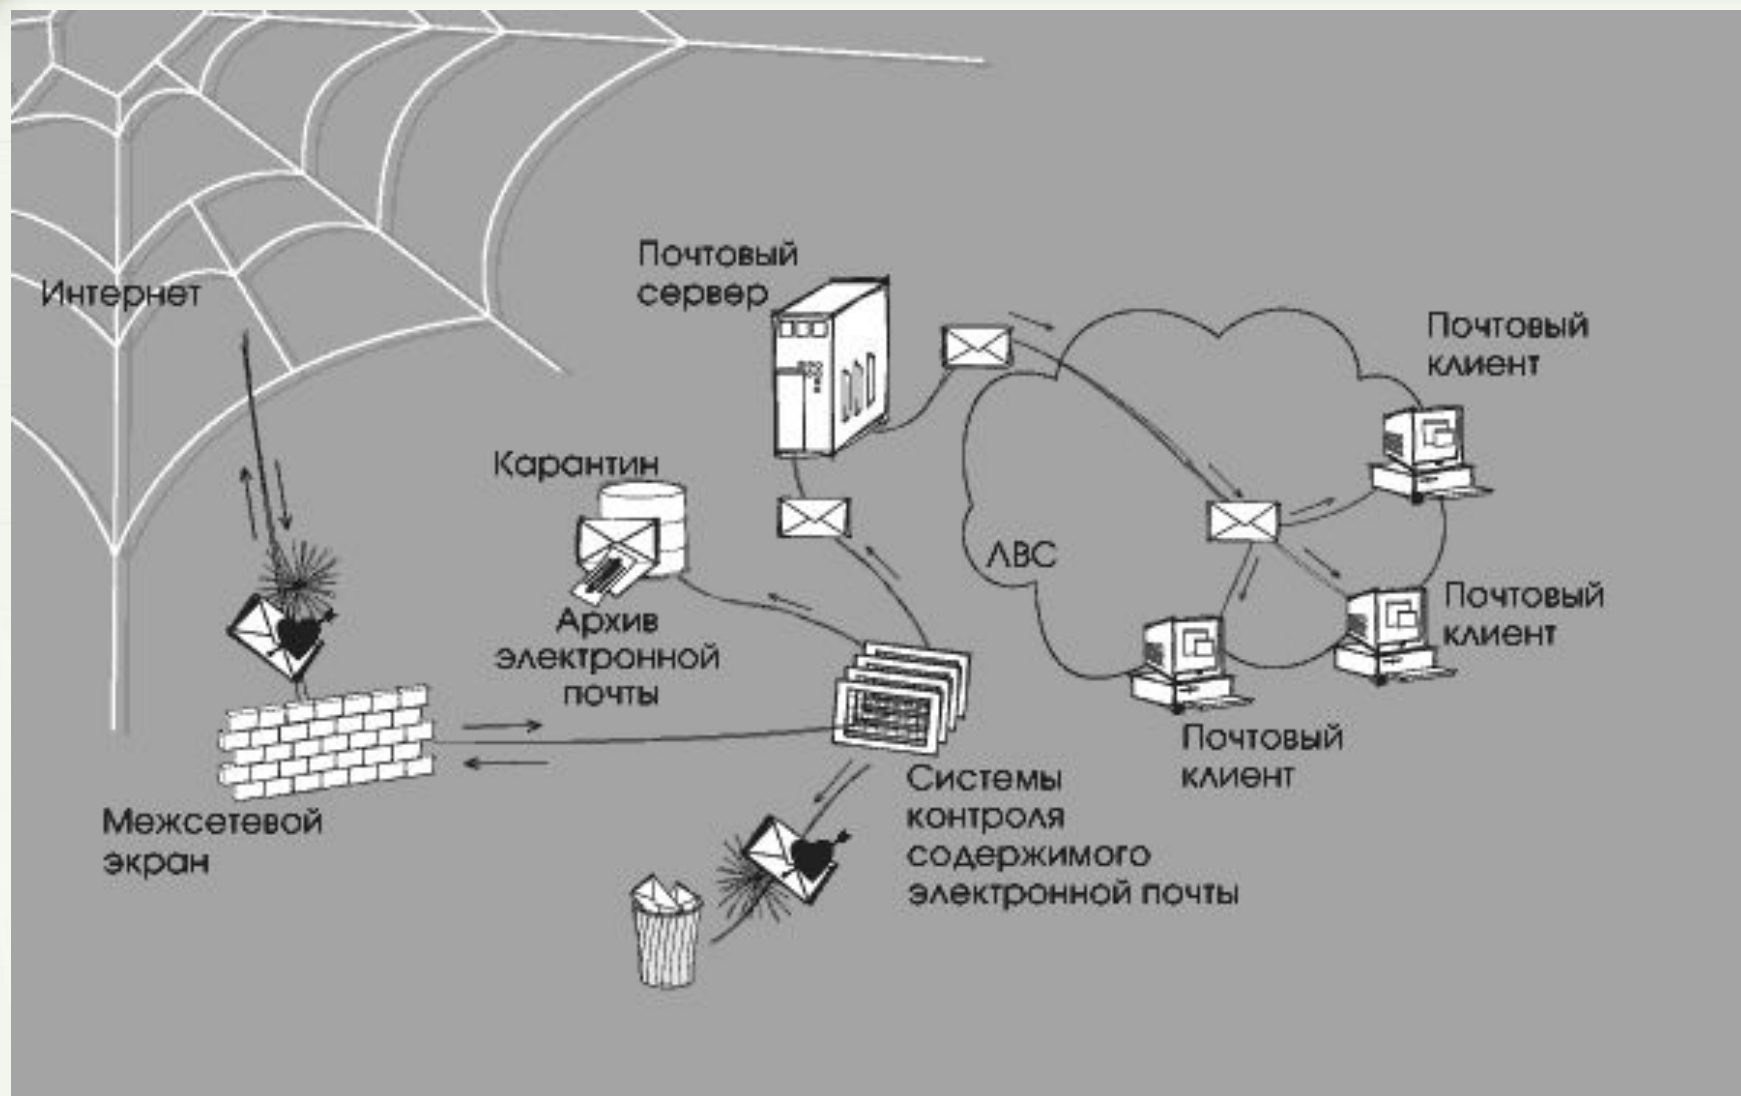 Интернет
Почтовый
сервер
Почтовый
клиент
Карантин
ЛВС
Архив
электронной
почты
Почтовый
клиент
Межсетевой
экран
Системы
контроля
содержимого
электронной почты
Почтовый
клиент